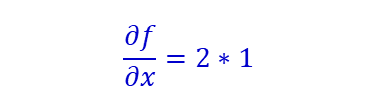 ∂f/∂x = 2 * 1